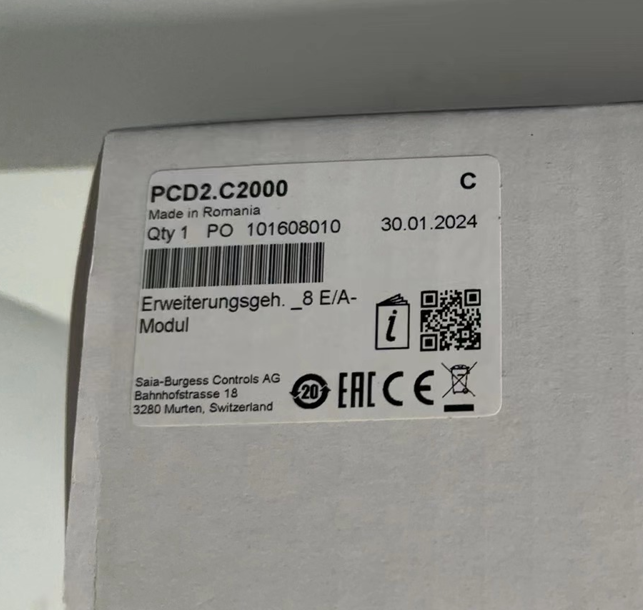 PCD2.C2000 C
Made in Romania
Qty 1 PO 101608010 30.01.2024
Erweiterungsgeh. _8 E/A-
Modul
i
Saia-Burgess Controls AG
Bahnhofstrasse 18
3280 Murten, Switzerland
20 EAC CE